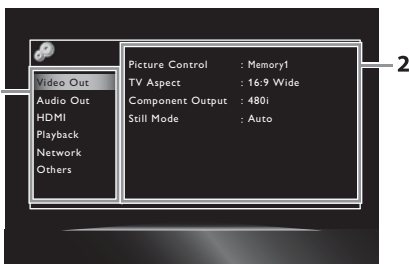 Video Out
Audio Out
HDMI
Playback
Network
Others
Picture Control : Memory1
TV Aspect : 16:9 Wide
Component Output : 480i
Still Mode : Auto
2